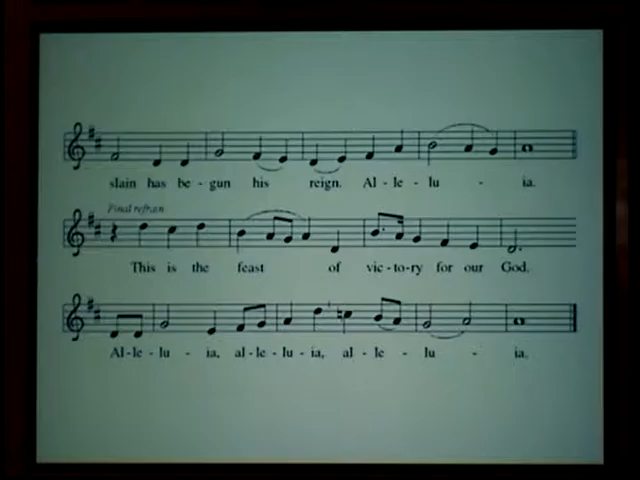 slain has be - gun his reign. Al - le - lu - ia.
Final refrain
This is the feast of vic - to - ry for our God.
Al - le - lu - ia, al - le - lu - ia, al - le - lu - ia.